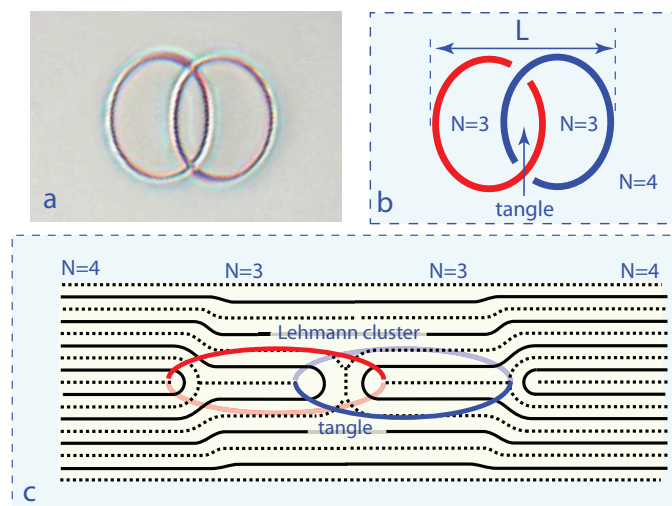 a
L
N=3 N=3
N=4
tangle
b
N=4 N=3 N=3 N=4
Lehmann cluster
tangle
c